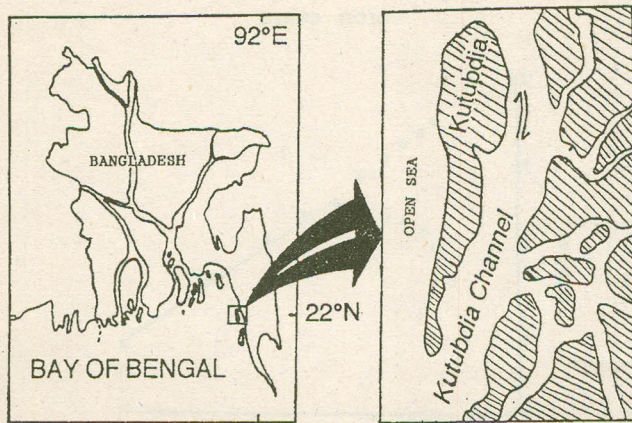 92°E
BANGLADESH
22°N
BAY OF BENGAL
Kutubdia
OPEN SEA
Kutubdia Channel